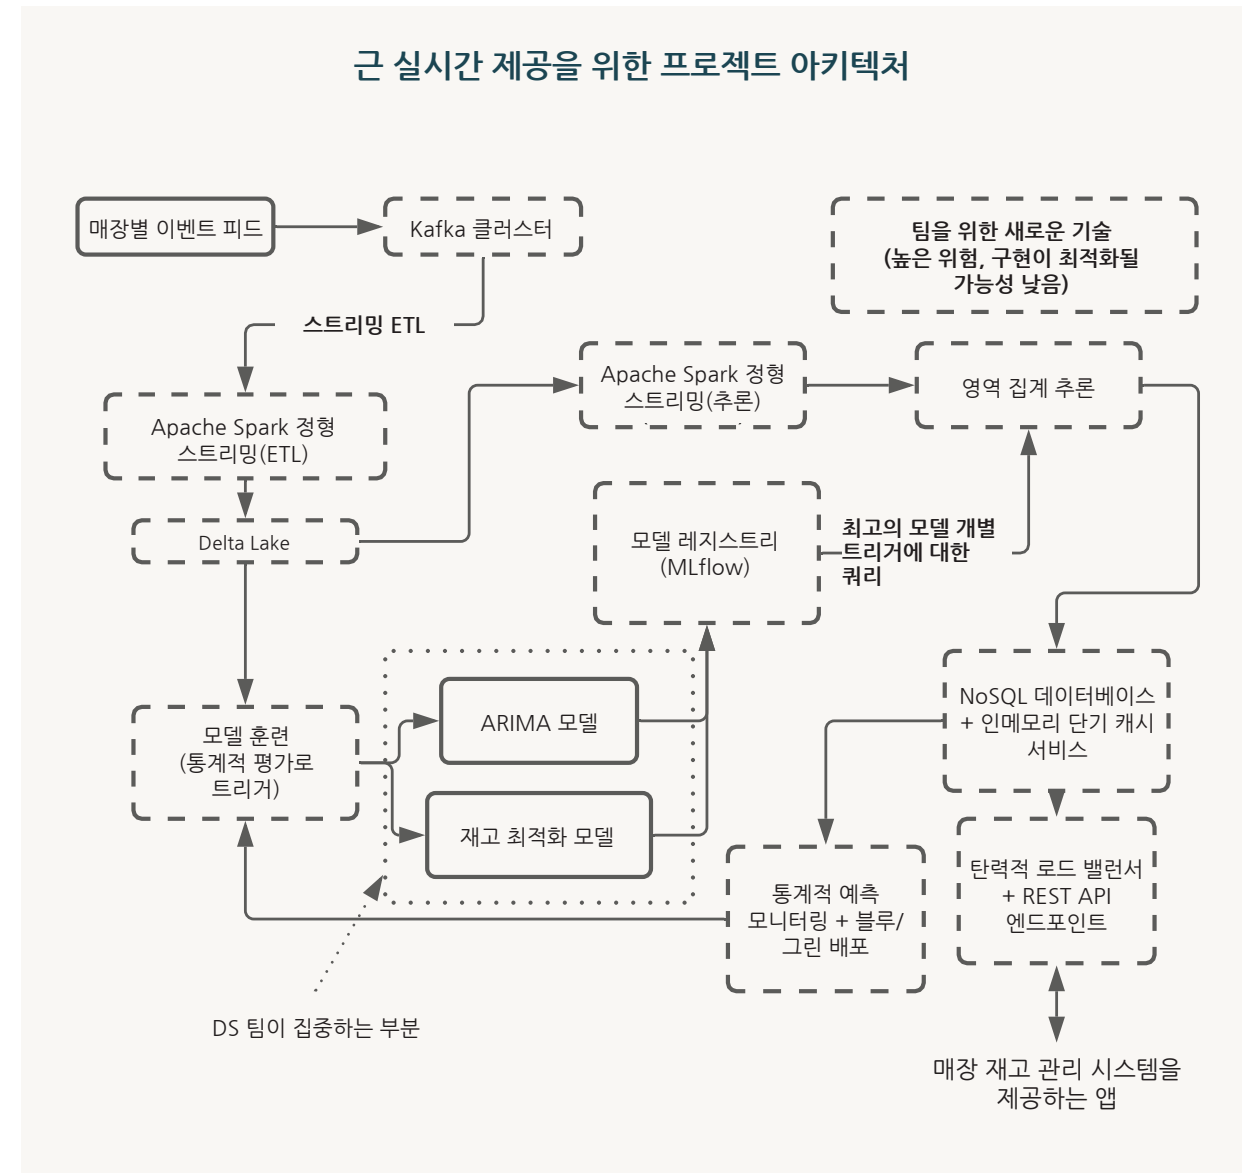 근 실시간 제공을 위한 프로젝트 아키텍처
매장별 이벤트 피드
Kafka 클러스터
팀을 위한 새로운 기술
(높은 위험, 구현이 최적화될
가능성 낮음)
스트리밍 ETL
Apache Spark 정형
스트리밍(추론)
영역 집계 추론
Apache Spark 정형
스트리밍(ETL)
Delta Lake
모델 레지스트리
(MLflow)
최고의 모델 개별
트리거에 대한
쿼리
모델 훈련
(통계적 평가로
트리거)
ARIMA 모델
재고 최적화 모델
NoSQL 데이터베이스
+ 인메모리 단기 캐시
서비스
통계적 예측
모니터링 + 블루/
그린 배포
탄력적 로드 밸런서
+ REST API
엔드포인트
DS 팀이 집중하는 부분
매장 재고 관리 시스템을
제공하는 앱